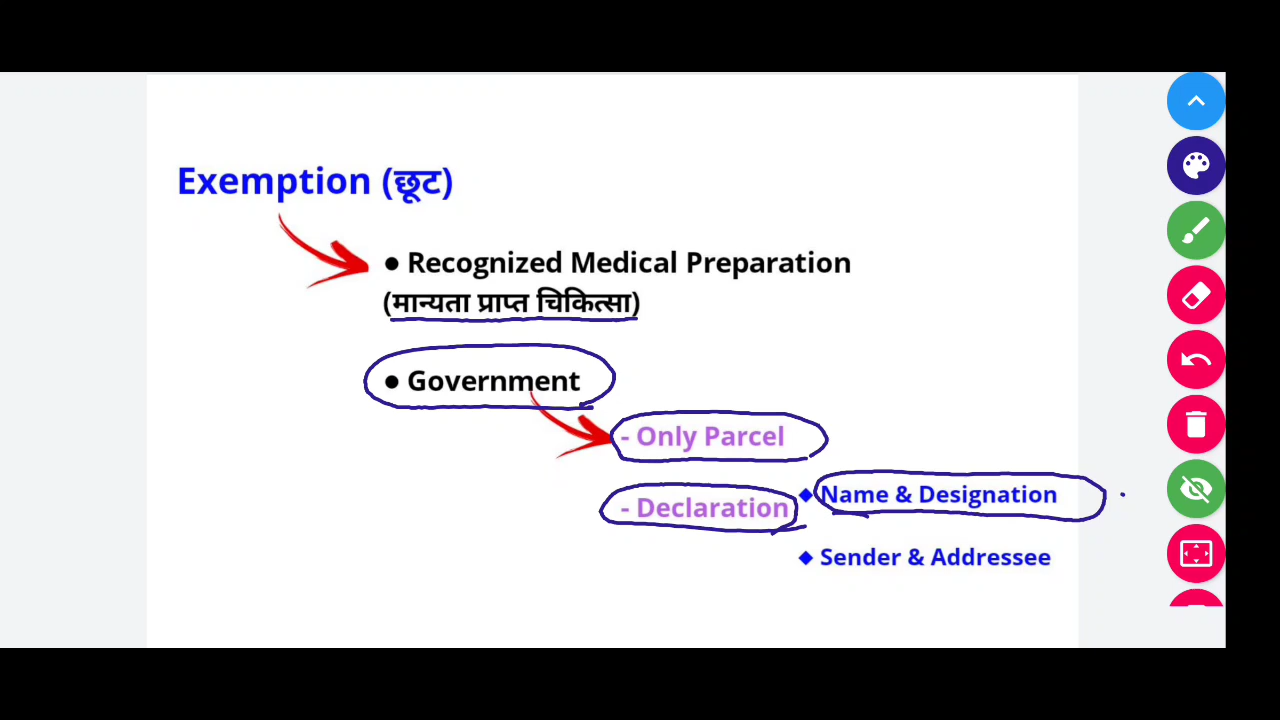 Exemption (छूट)
● Recognized Medical Preparation
(मान्यता प्राप्त चिकित्सा)
● Government
- Only Parcel
- Declaration
◆ Name & Designation
◆ Sender & Addressee